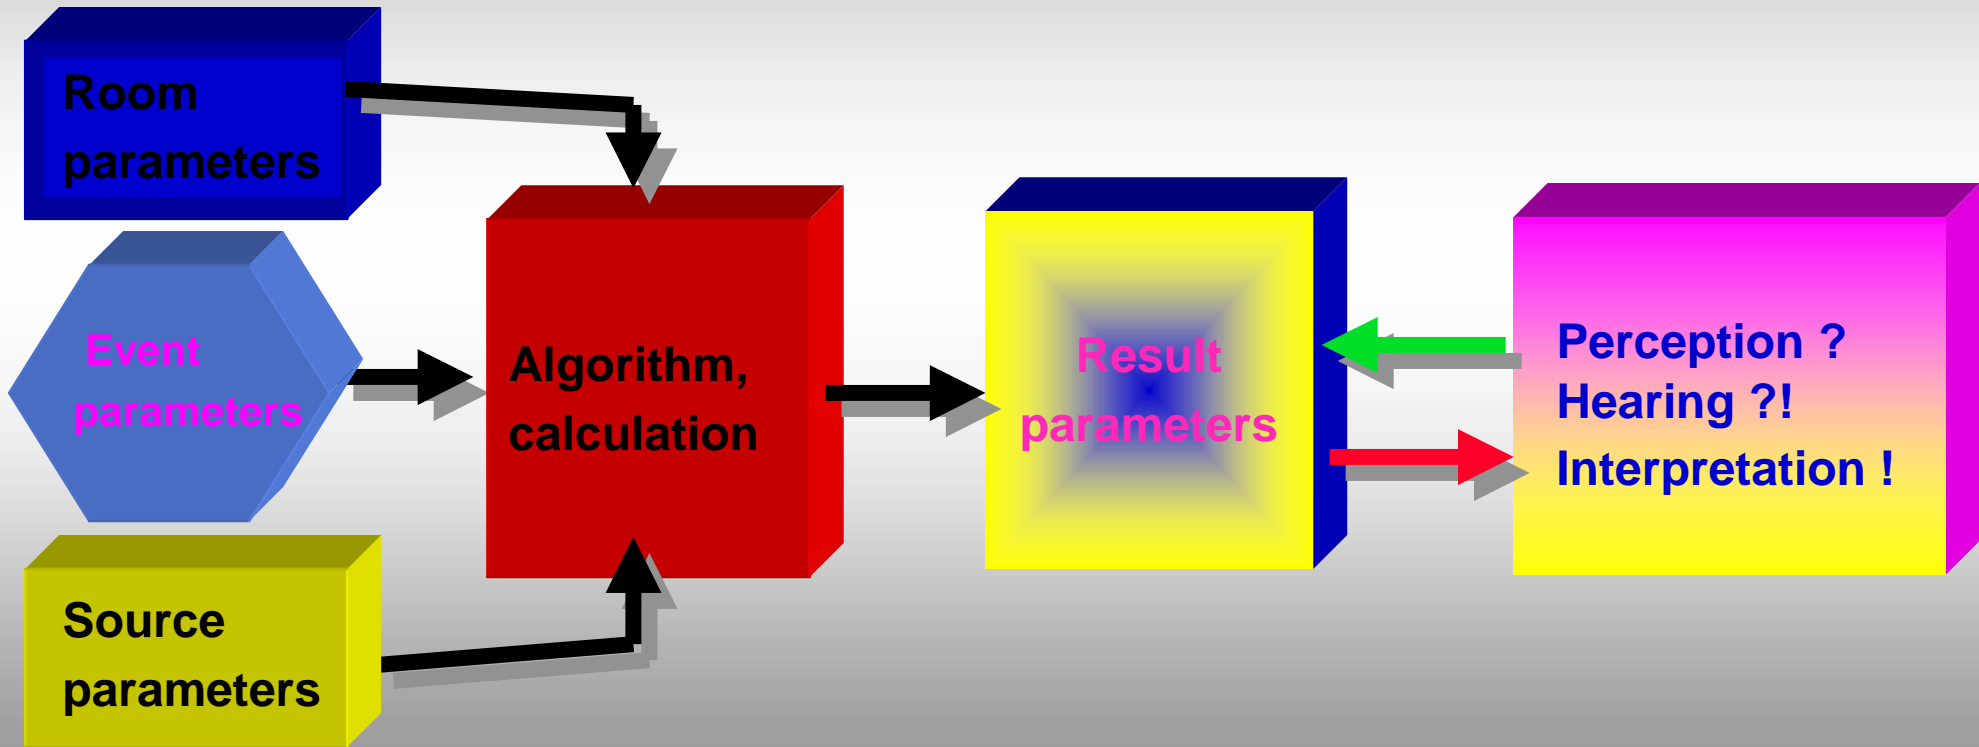 Room
parameters
Event
parameters
Source
parameters
Algorithm,
calculation
Result
parameters
Perception ?
Hearing ?!
Interpretation !